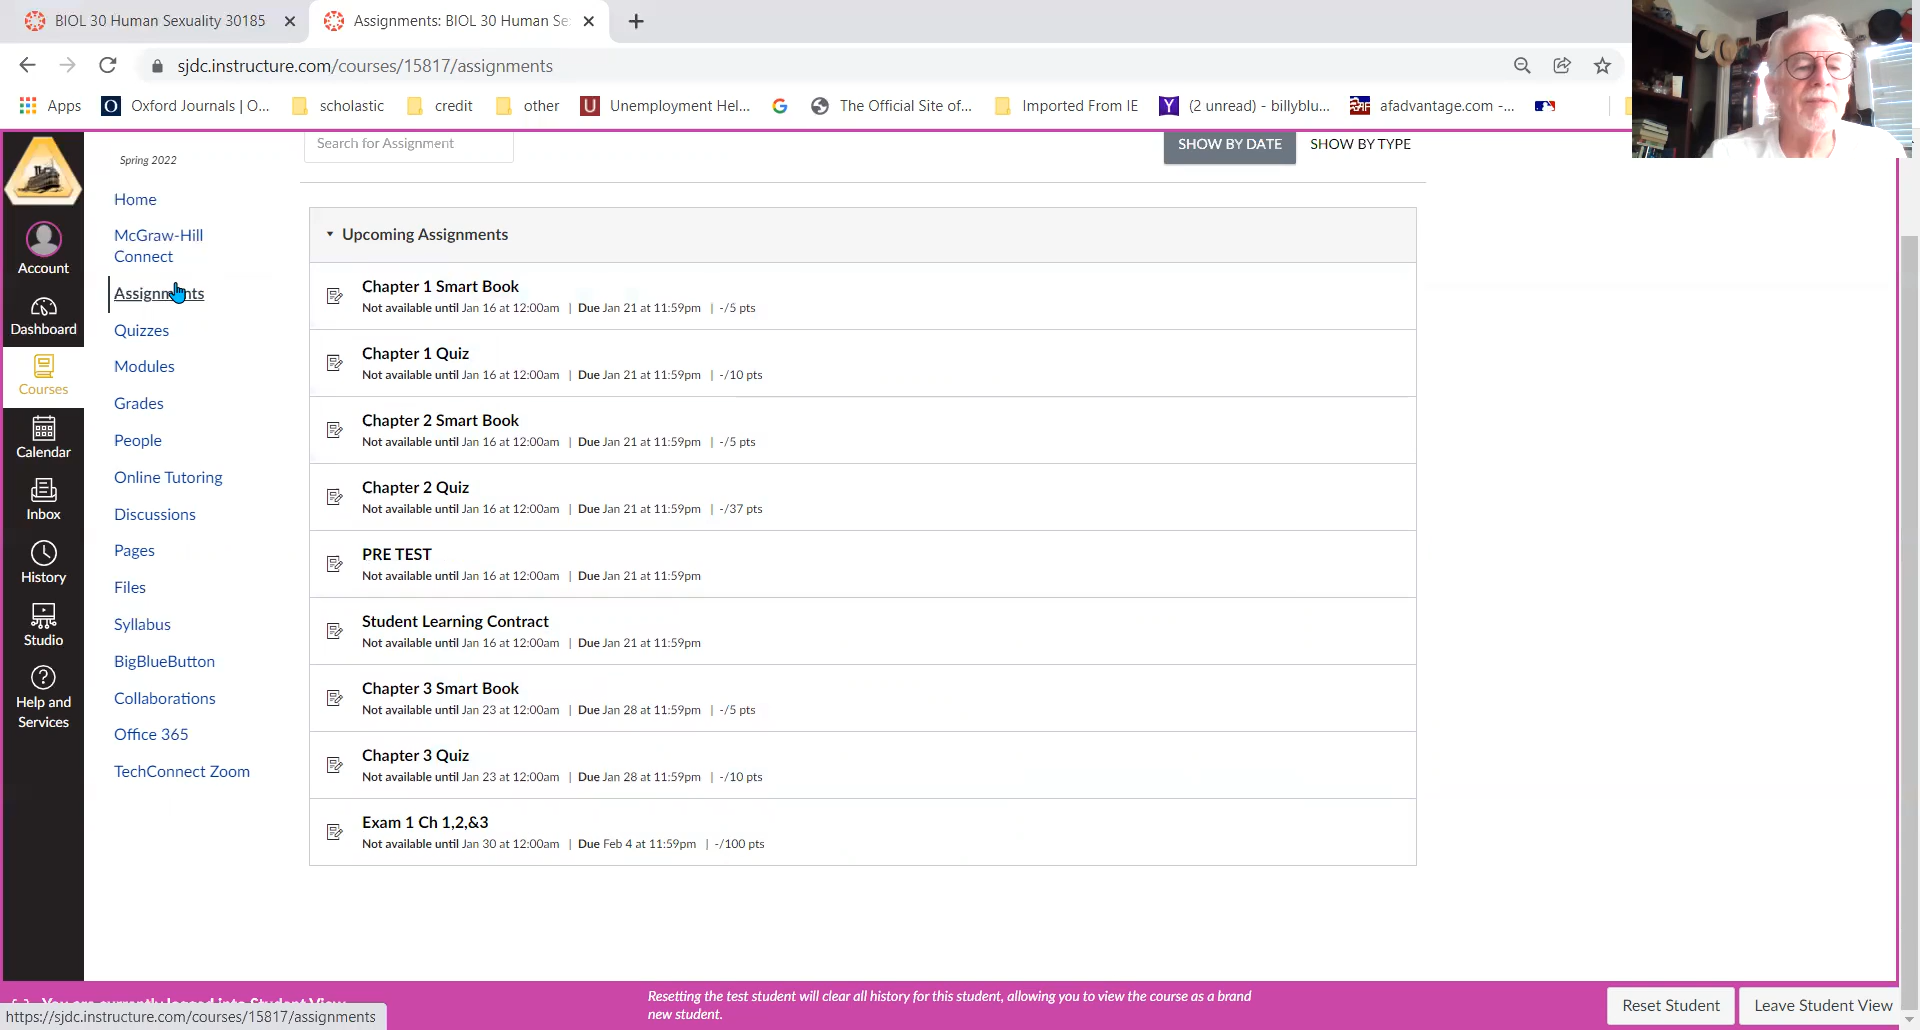 BIOL 30 Human Sexuality 30185
Assignments: BIOL 30 Human Se
sjdc.instructure.com/courses/15817/assignments
Apps
Oxford Journals | O...
scholastic
credit
other
Unemployment Hel...
The Official Site of...
Imported From IE
(2 unread) - billyblu...
afadvantage.com -...
Spring 2022
Search for Assignment
SHOW BY DATE
SHOW BY TYPE
Home
McGraw-Hill
Connect
Assignments
Quizzes
Modules
Grades
People
Online Tutoring
Discussions
Pages
Files
Syllabus
BigBlueButton
Collaborations
Office 365
TechConnect Zoom
Account
Dashboard
Courses
Calendar
Inbox
History
Studio
Help and
Services
Upcoming Assignments
Chapter 1 Smart Book
Not available until Jan 16 at 12:00am | Due Jan 21 at 11:59pm | -/5 pts
Chapter 1 Quiz
Not available until Jan 16 at 12:00am | Due Jan 21 at 11:59pm | -/10 pts
Chapter 2 Smart Book
Not available until Jan 16 at 12:00am | Due Jan 21 at 11:59pm | -/5 pts
Chapter 2 Quiz
Not available until Jan 16 at 12:00am | Due Jan 21 at 11:59pm | -/37 pts
PRE TEST
Not available until Jan 16 at 12:00am | Due Jan 21 at 11:59pm
Student Learning Contract
Not available until Jan 16 at 12:00am | Due Jan 21 at 11:59pm
Chapter 3 Smart Book
Not available until Jan 23 at 12:00am | Due Jan 28 at 11:59pm | -/5 pts
Chapter 3 Quiz
Not available until Jan 23 at 12:00am | Due Jan 28 at 11:59pm | -/10 pts
Exam 1 Ch 1,2,&3
Not available until Jan 30 at 12:00am | Due Feb 4 at 11:59pm | -/100 pts
You are currently logged into Student View
https://sjdc.instructure.com/courses/15817/assignments
Resetting the test student will clear all history for this student, allowing you to view the course as a brand
new student.
Reset Student
Leave Student View